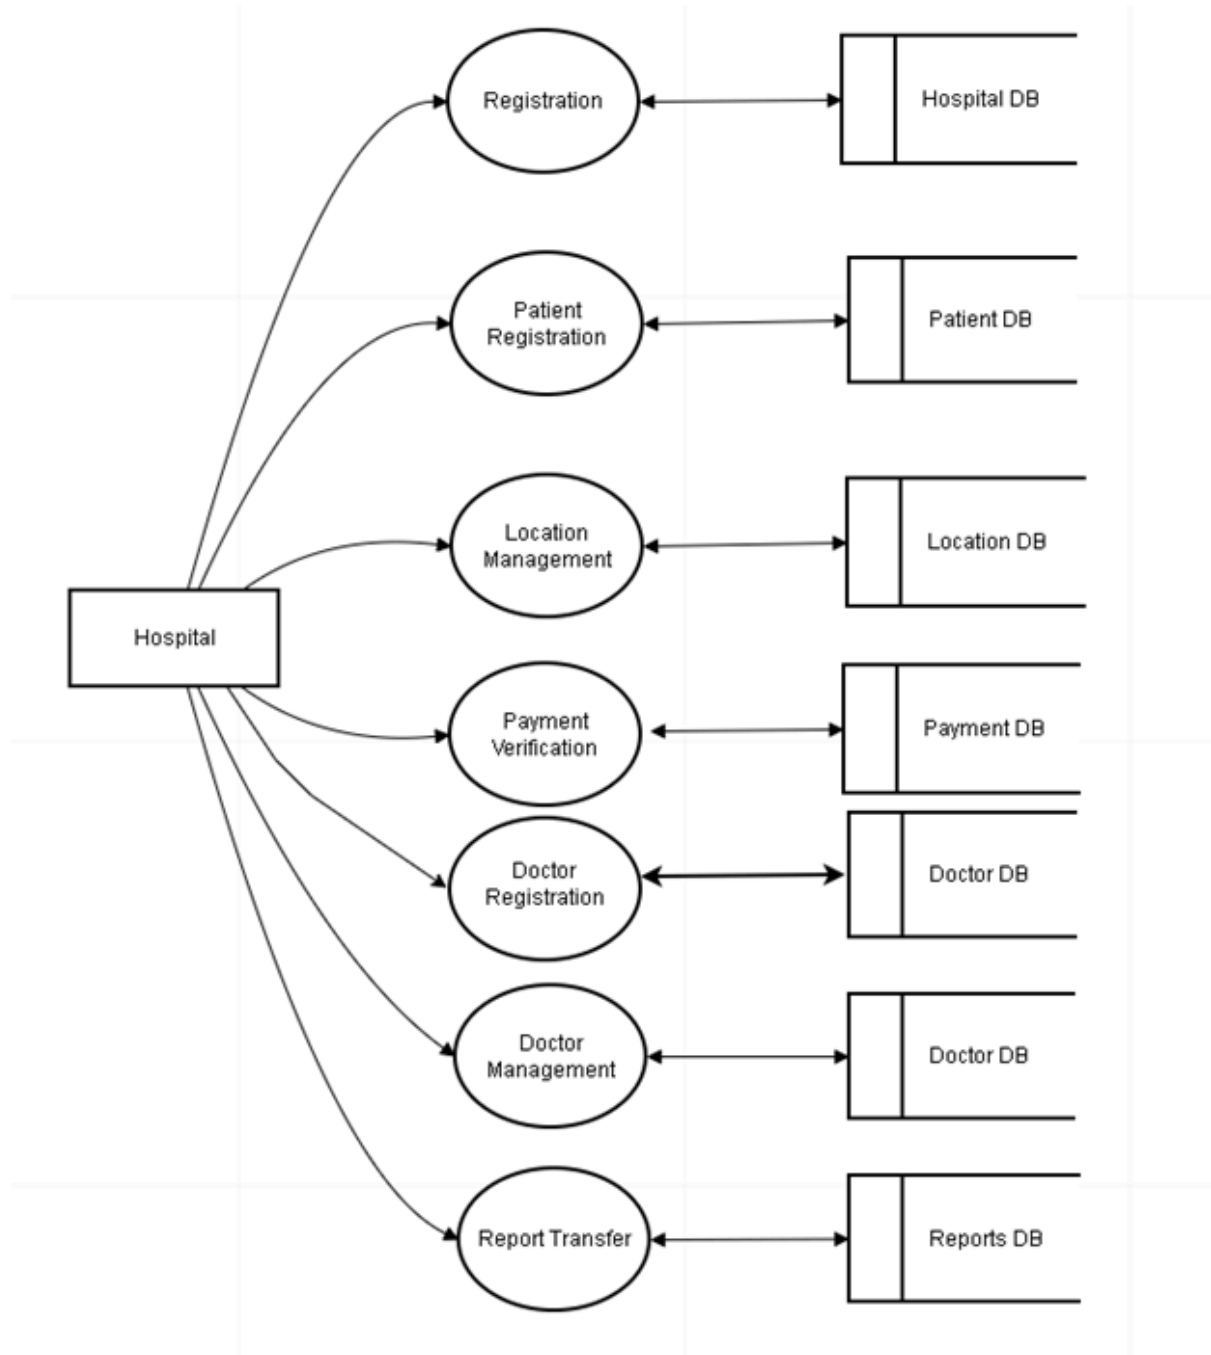 Registration
Hospital DB
Patient
Registration
Patient DB
Location
Management
Location DB
Hospital
Payment
Verification
Payment DB
Doctor
Registration
Doctor DB
Doctor
Management
Doctor DB
Report Transfer
Reports DB